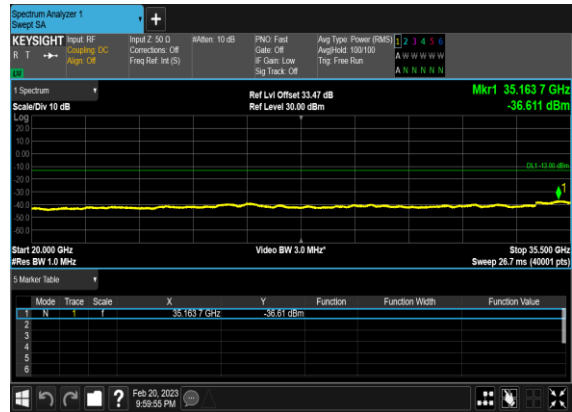 Spectrum Analyzer 1
Swept SA
+
KEYSIGHT Input: RF Input Z: 50 Ω #Atten: 10 dB PNO: Fast Avg Type: Power (RMS) 1 2 3 4 5 6
R T Coupling: DC Corrections: Off Gate: Off Avg|Hold: 100/100 A W W W W W
Align: Off Freq Ref: Int (S) IF Gain: Low Trig: Free Run
Sig Track: Off A N N N N N
1 Spectrum Ref Lvl Offset 33.47 dB Mkr1 35.163 7 GHz
Scale/Div 10 dB Ref Level 30.00 dBm -36.611 dBm
Log
20.0
10.0
0.00
-10.0 DL1 -13.00 dBm
-20.0
-30.0 1
-40.0
-50.0
-60.0
Start 20.000 GHz Video BW 3.0 MHz* Stop 35.500 GHz
#Res BW 1.0 MHz Sweep 26.7 ms (40001 pts)
5 Marker Table
Mode Trace Scale X Y Function Function Width Function Value
1 N 1 f 35.163 7 GHz -36.61 dBm
2
3
4
5
6
? Feb 20, 2023
9:59:55 PM